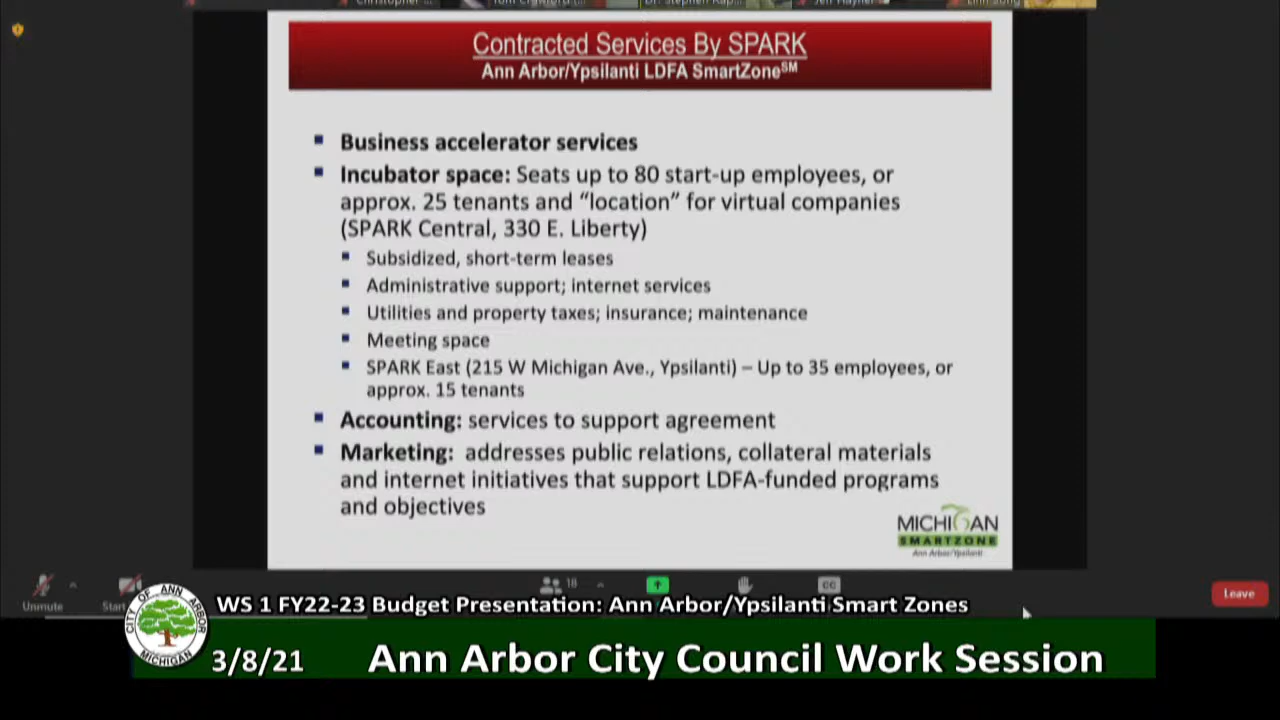 Contracted Services By SPARK
Ann Arbor/Ypsilanti LDFA SmartZoneSM
Business accelerator services
Incubator space: Seats up to 80 start-up employees, or
approx. 25 tenants and “location” for virtual companies
(SPARK Central, 330 E. Liberty)
Subsidized, short-term leases
Administrative support; internet services
Utilities and property taxes; insurance; maintenance
Meeting space
SPARK East (215 W Michigan Ave., Ypsilanti) – Up to 35 employees, or
approx. 15 tenants
Accounting: services to support agreement
Marketing: addresses public relations, collateral materials
and internet initiatives that support LDFA-funded programs
and objectives
MICHIGAN
SMARTZONE
Ann Arbor/Ypsilanti
18
CC
Unmute
Start
Leave
CITY OF ANN ARBOR
MICHIGAN
WS 1 FY22-23 Budget Presentation: Ann Arbor/Ypsilanti Smart Zones
3/8/21
Ann Arbor City Council Work Session